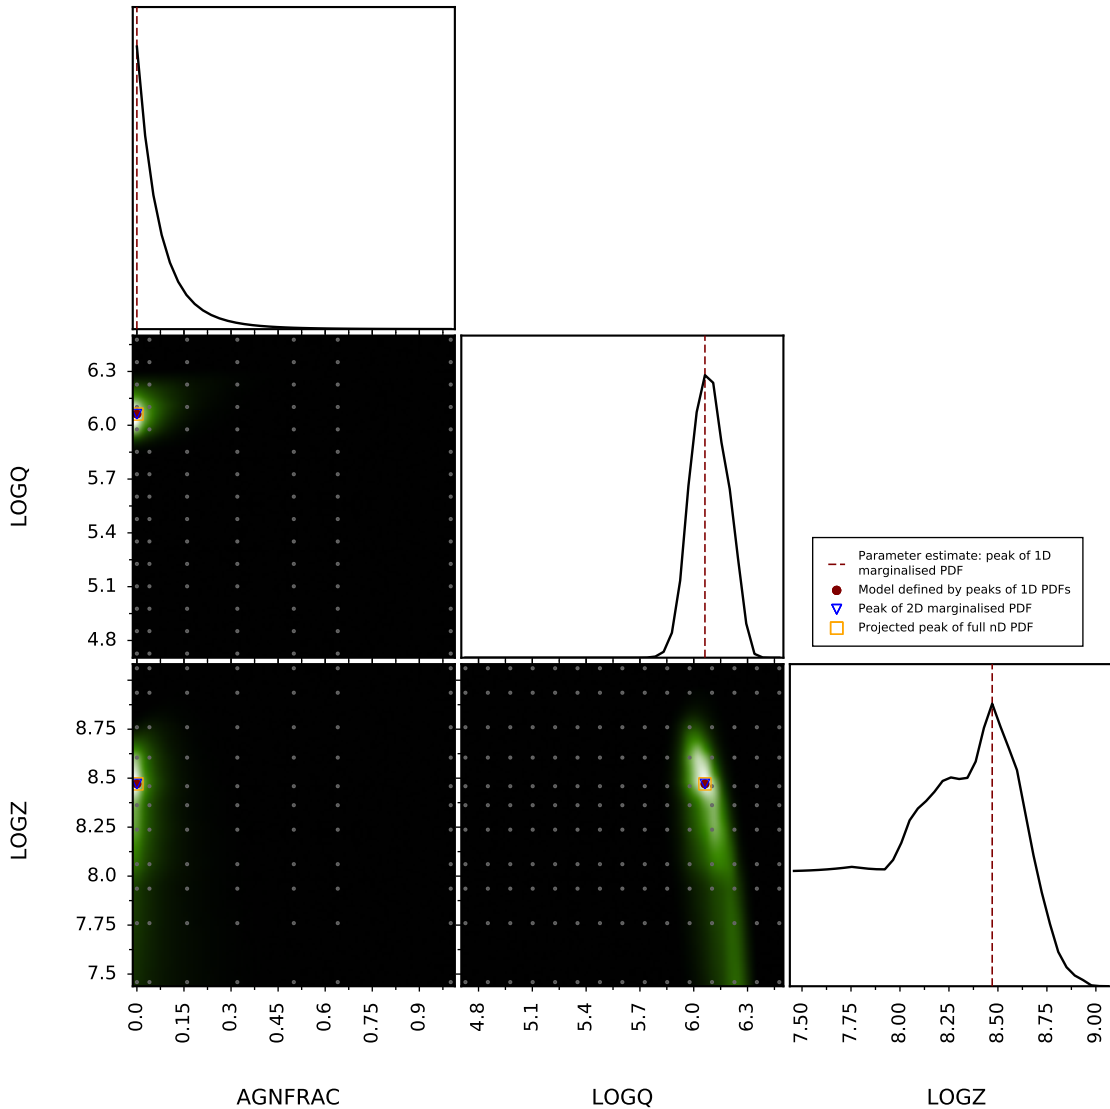 6.3
6.0
5.7
5.4
5.1
4.8
LOGQ
Parameter estimate: peak of 1D
marginalised PDF
Model defined by peaks of 1D PDFs
Peak of 2D marginalised PDF
Projected peak of full nD PDF
8.75
8.5
8.25
8.0
7.75
7.5
LOGZ
0.0 0.15 0.3 0.45 0.6 0.75 0.9
4.8 5.1 5.4 5.7 6.0 6.3
7.50 7.75 8.00 8.25 8.50 8.75 9.00
AGNFRAC LOGQ LOGZ